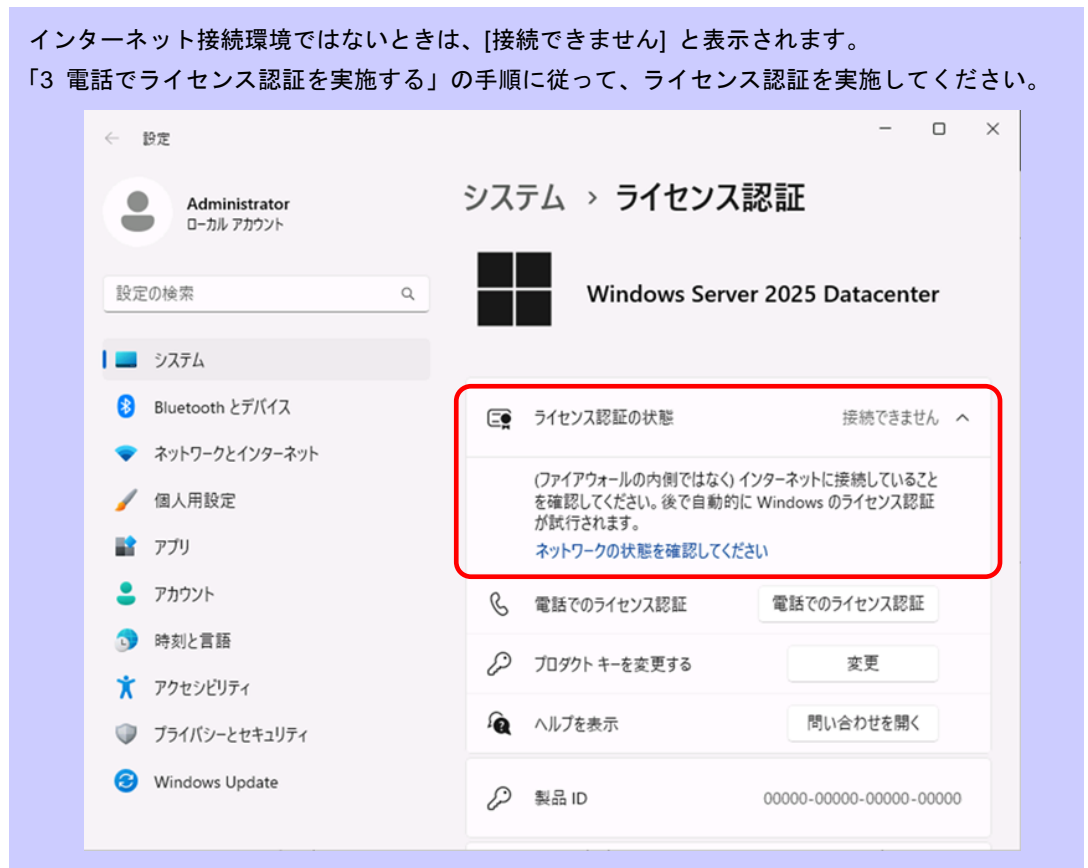 インターネット接続環境ではないときは、[接続できません] と表示されます。
「3 電話でライセンス認証を実施する」の手順に従って、ライセンス認証を実施してください。
設定
Administrator
ローカル アカウント
設定の検索
システム
Bluetooth とデバイス
ネットワークとインターネット
個人用設定
アプリ
アカウント
時刻と言語
アクセシビリティ
プライバシーとセキュリティ
Windows Update
システム › ライセンス認証
Windows Server 2025 Datacenter
ライセンス認証の状態 接続できません
(ファイアウォールの内側ではなく) インターネットに接続していること
を確認してください。後で自動的に Windows のライセンス認証
が試行されます。
ネットワークの状態を確認してください
電話でのライセンス認証 電話でのライセンス認証
プロダクト キーを変更する 変更
ヘルプを表示 問い合わせを開く
製品 ID 00000-00000-00000-00000